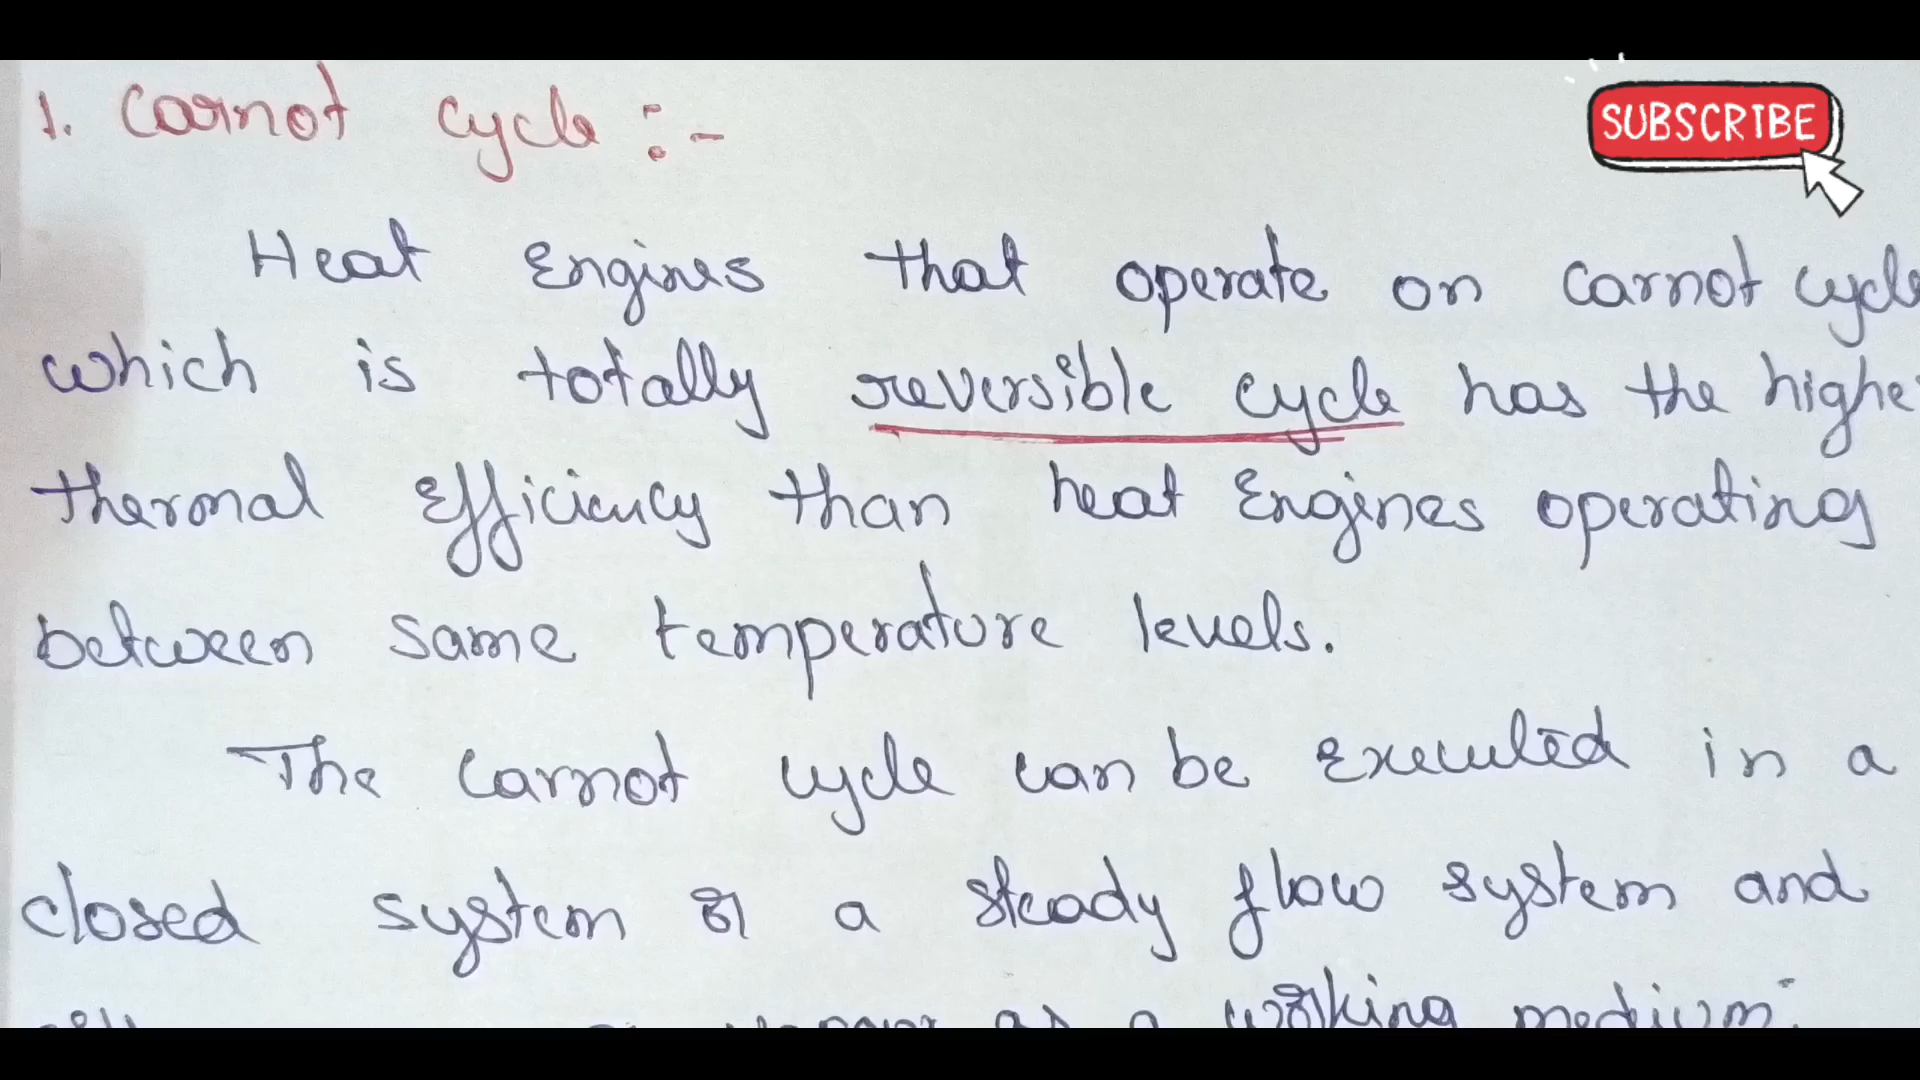 1. Carnot cycle :-
SUBSCRIBE
Heat Engines that operate on Carnot cycle
which is totally reversible cycle has the highe
thermal Efficiency than heat Engines operating
between same temperature levels.
The Carnot cycle can be Executed in a
closed system or a steady flow system and
as a working medium.